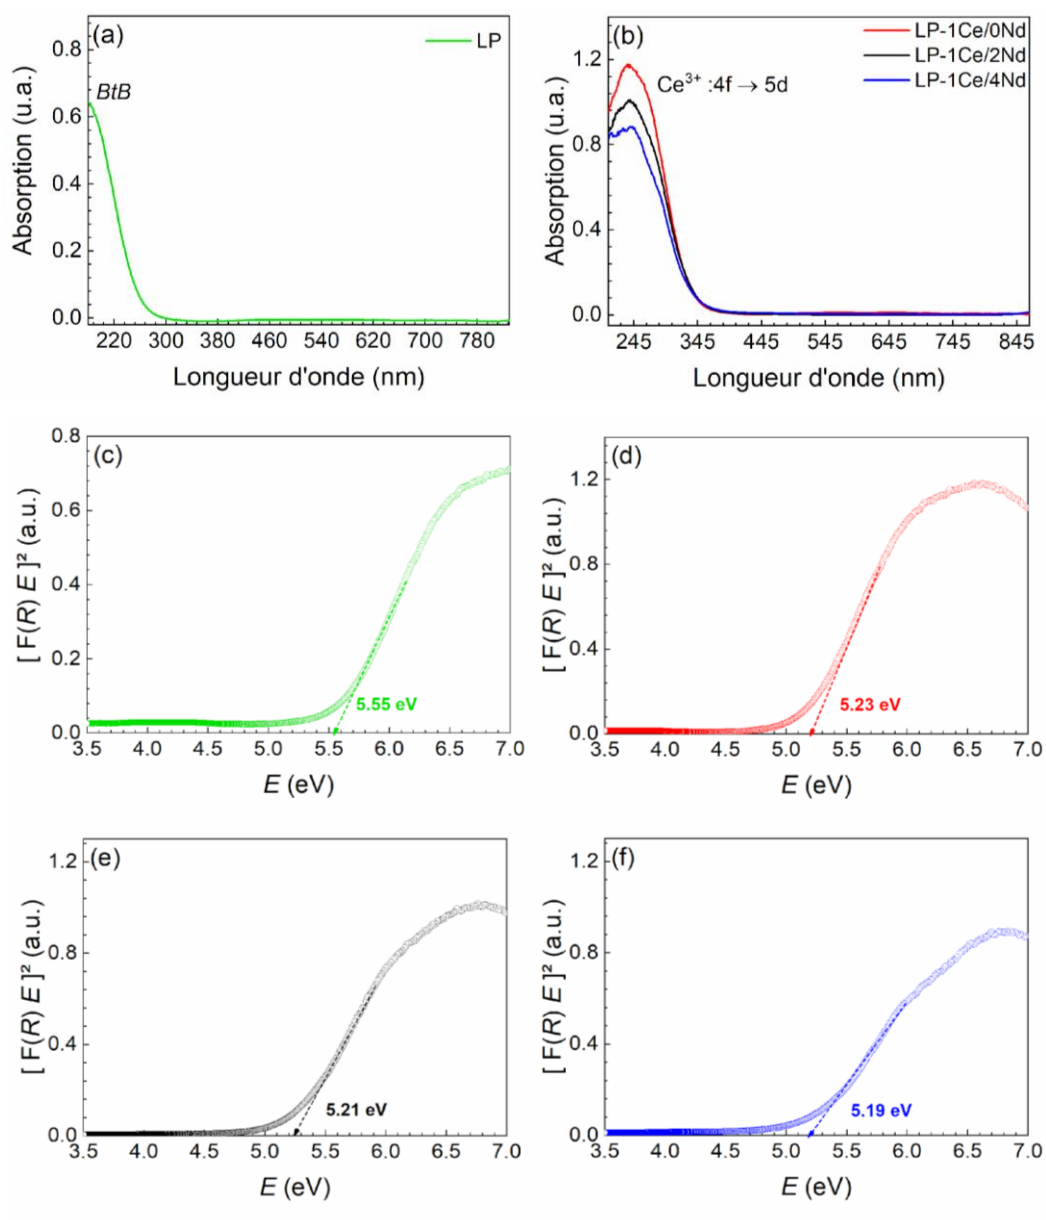 (a)
LP
BtB
Absorption (u.a.)
0.8
0.6
0.4
0.2
0.0
220 300 380 460 540 620 700 780
Longueur d'onde (nm)
(b)
LP-1Ce/0Nd
LP-1Ce/2Nd
LP-1Ce/4Nd
Ce³⁺ :4f → 5d
Absorption (u.a.)
1.2
0.8
0.4
0.0
245 345 445 545 645 745 845
Longueur d'onde (nm)
(c)
[ F(R) E ]² (a.u.)
0.8
0.6
0.4
0.2
0.0
5.55 eV
3.5 4.0 4.5 5.0 5.5 6.0 6.5 7.0
E (eV)
(d)
[ F(R) E ]² (a.u.)
1.2
0.8
0.4
0.0
5.23 eV
3.5 4.0 4.5 5.0 5.5 6.0 6.5 7.0
E (eV)
(e)
[ F(R) E ]² (a.u.)
1.2
0.8
0.4
0.0
5.21 eV
3.5 4.0 4.5 5.0 5.5 6.0 6.5 7.0
E (eV)
(f)
[ F(R) E ]² (a.u.)
1.2
0.8
0.4
0.0
5.19 eV
3.5 4.0 4.5 5.0 5.5 6.0 6.5 7.0
E (eV)